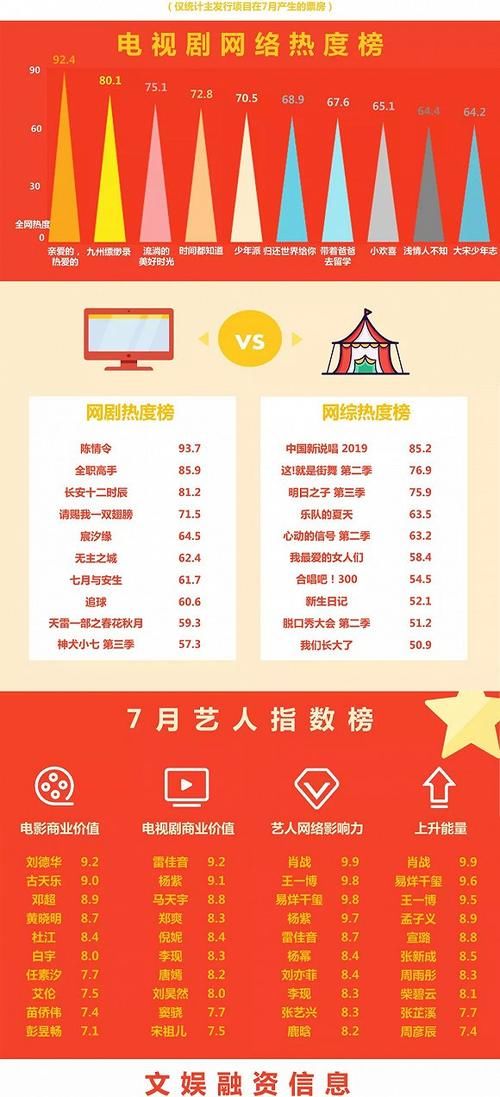 （仅统计主发行项目在7月产生的票房）
电视剧网络热度榜
92.4
90
80.1
75.1
72.8
70.5
68.9
67.6
65.1
64.4
64.2
60
30
全网热度
0
亲爱的，热爱的
九州缥缈录
流淌的美好时光
时间都知道
少年派
归还世界给你
带着爸爸去留学
小欢喜
浅情人不知
大宋少年志
VS
网剧热度榜
陈情令 93.7
全职高手 85.9
长安十二时辰 81.2
请赐我一双翅膀 71.5
宸汐缘 64.5
无主之城 62.4
七月与安生 61.7
追球 60.6
天雷一部之春花秋月 59.3
神犬小七 第三季 57.3
网综热度榜
中国新说唱 2019 85.2
这!就是街舞 第二季 76.9
明日之子 第三季 75.9
乐队的夏天 63.5
心动的信号 第二季 63.2
我最爱的女人们 58.4
合唱吧！300 54.5
新生日记 52.1
脱口秀大会 第二季 51.2
我们长大了 50.9
7月艺人指数榜
电影商业价值
刘德华 9.2
古天乐 9.0
邓超 8.9
黄晓明 8.7
杜江 8.4
白宇 8.0
任素汐 7.7
艾伦 7.5
苗侨伟 7.4
彭昱畅 7.1
电视剧商业价值
雷佳音 9.2
杨紫 9.1
马天宇 8.8
郑爽 8.3
倪妮 8.4
李现 8.3
唐嫣 8.2
刘昊然 8.0
窦骁 7.7
宋祖儿 7.5
艺人网络影响力
肖战 9.9
王一博 9.8
易烊千玺 9.8
杨紫 9.7
雷佳音 8.7
杨幂 8.4
刘亦菲 8.4
李现 8.3
张艺兴 8.3
鹿晗 8.2
上升能量
肖战 9.9
易烊千玺 9.6
王一博 9.5
孟子义 8.9
宣璐 8.8
张新成 8.5
周雨彤 8.3
柴碧云 8.1
张芷溪 7.7
周彦辰 7.4
文娱融资信息